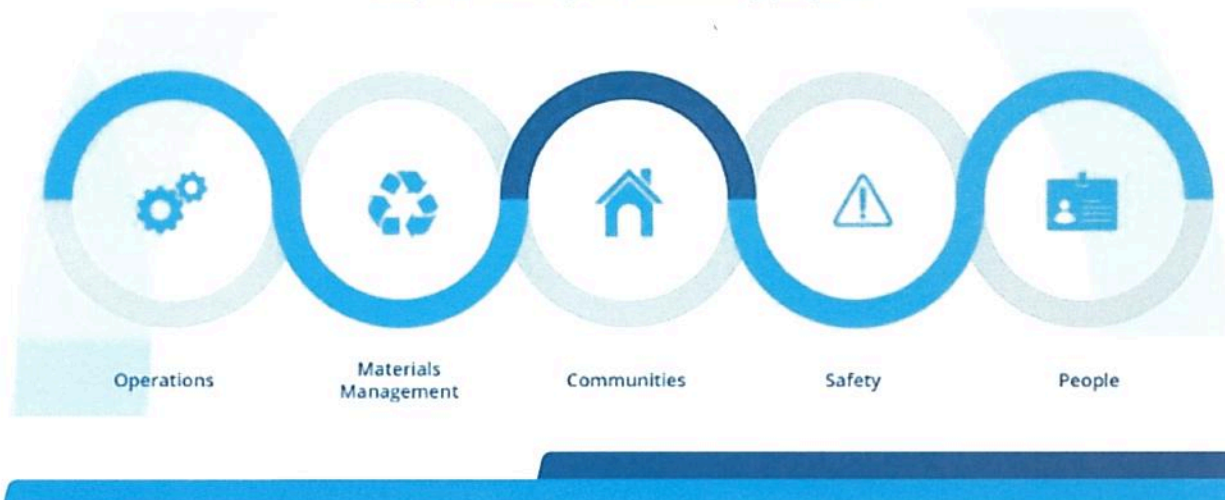 Operations
Materials
Management
Communities
Safety
People